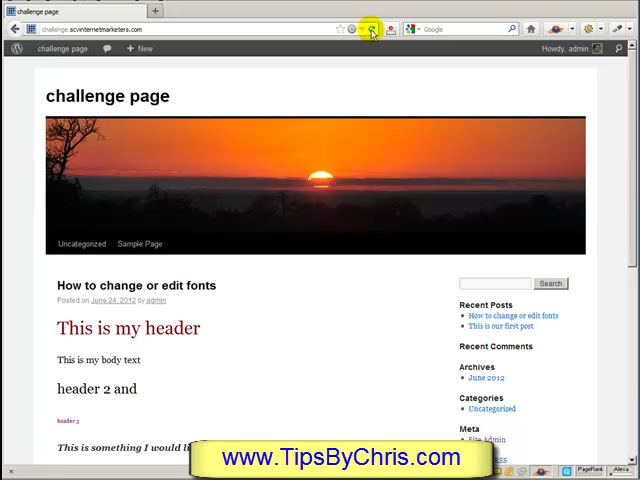 challenge page
challenge.scvinternetmarketers.com
Google
challenge page
New
Howdy, admin
challenge page
Uncategorized
Sample Page
How to change or edit fonts
Posted on June 24, 2012 by admin
This is my header
This is my body text
header 2 and
header 3
This is something I would li
Search
Recent Posts
How to change or edit fonts
This is our first post
Recent Comments
Archives
June 2012
Categories
Uncategorized
Meta
Site Admin
RSS
www.TipsByChris.com
PageRank
Alexa